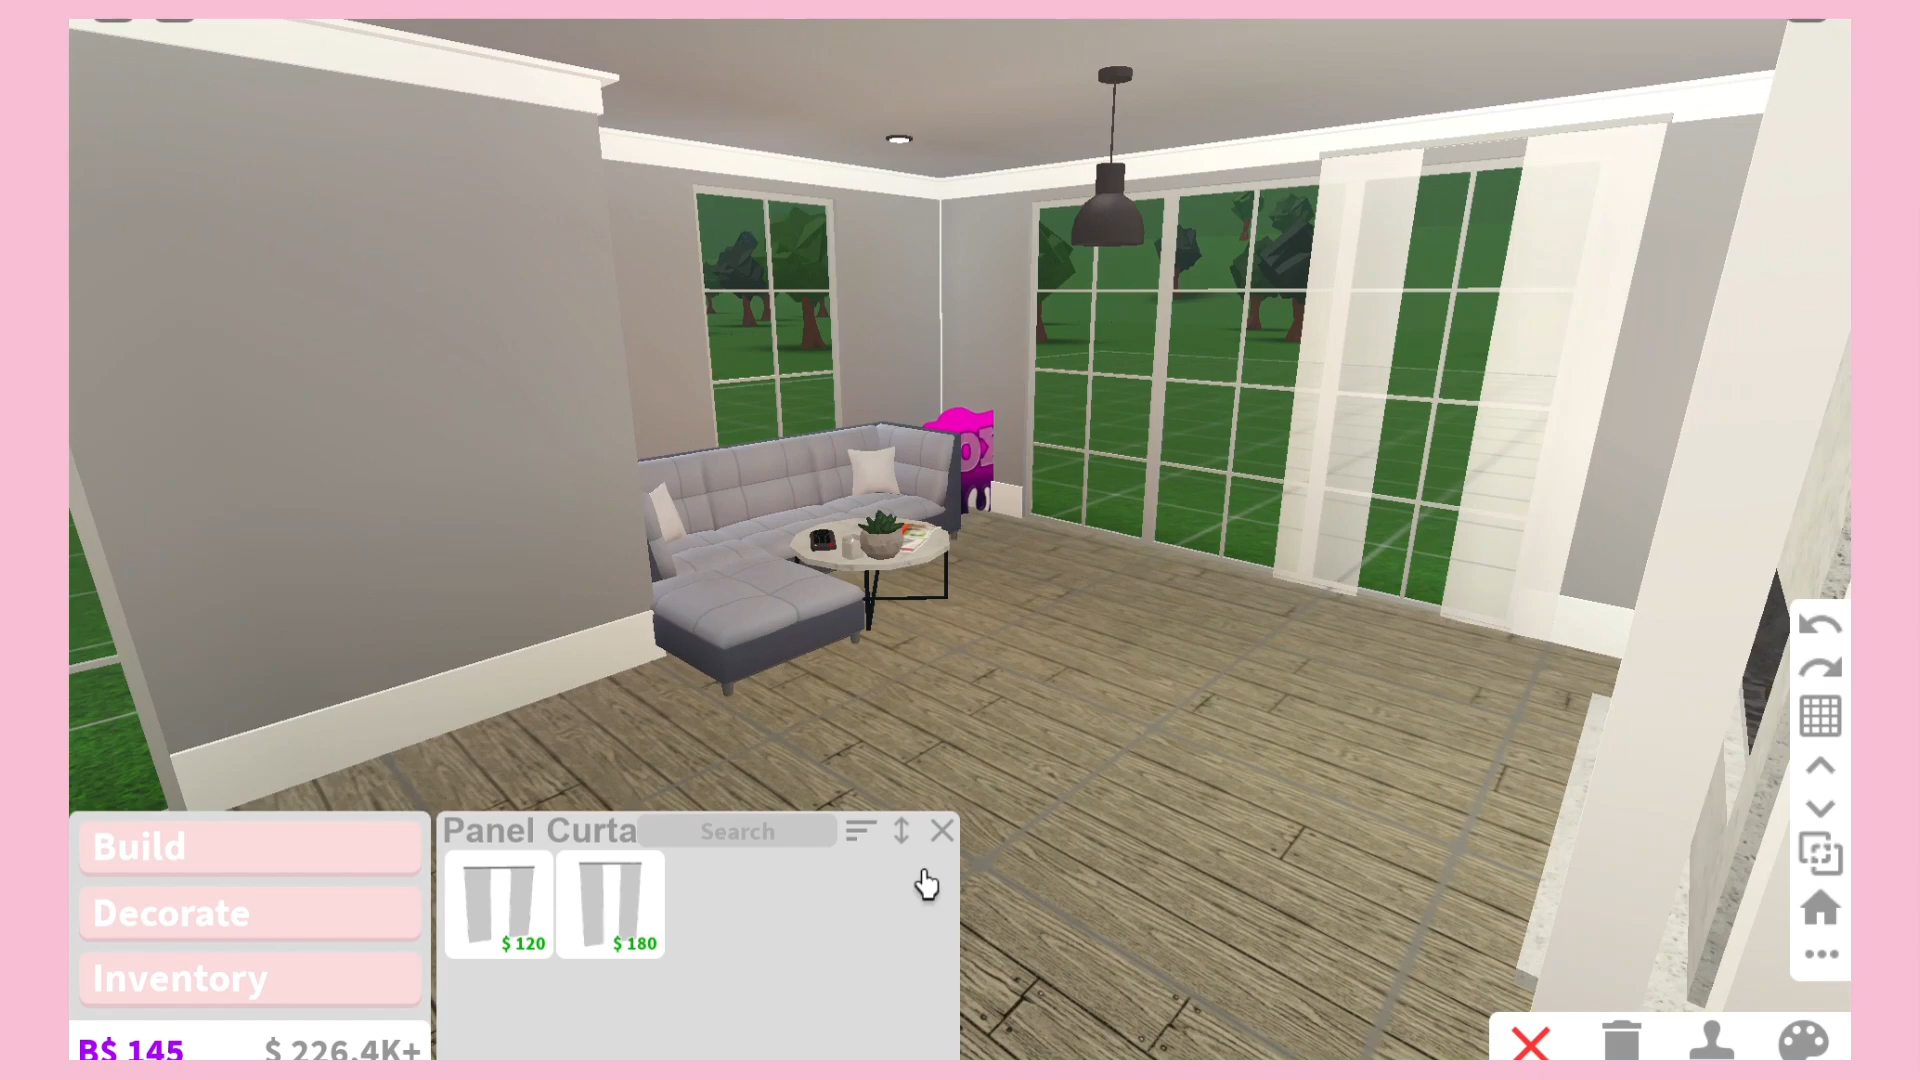 Build
Decorate
Inventory
B$ 145
$ 226.4K+
Panel Curta
Search
$ 120
$ 180